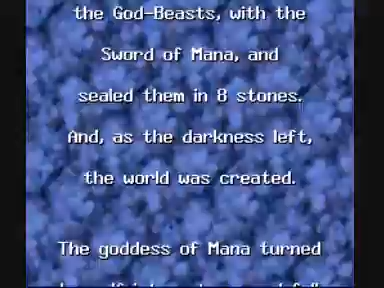 the God-Beasts, with the
Sword of Mana, and
sealed them in 8 stones.
And, as the darkness left,
the world was created.
The goddess of Mana turned